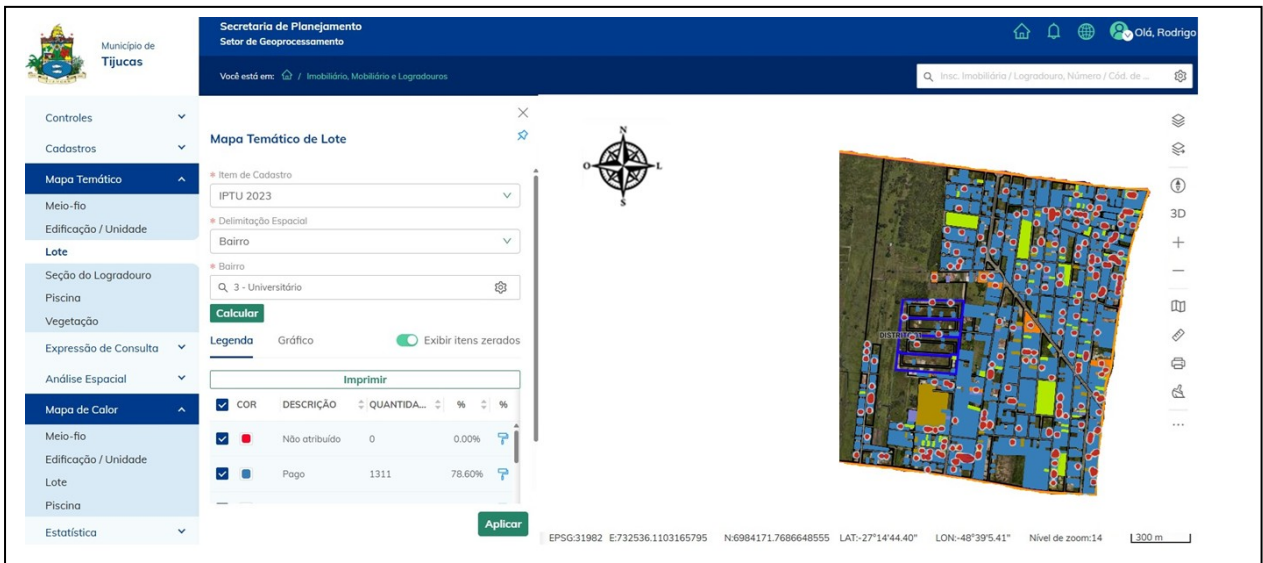 Município de
Tijucas
Secretaria de Planejamento
Setor de Geoprocessamento
Olá, Rodrigo
Você está em: / Imobiliário, Mobiliário e Logradouros
Insc. Imobiliária / Logradouro, Número / Cód. de ...
Controles
Cadastros
Mapa Temático
Meio-fio
Edificação / Unidade
Lote
Seção do Logradouro
Piscina
Vegetação
Expressão de Consulta
Análise Espacial
Mapa de Calor
Meio-fio
Edificação / Unidade
Lote
Piscina
Estatística
Mapa Temático de Lote
* Item de Cadastro
IPTU 2023
* Delimitação Espacial
Bairro
* Bairro
3 - Universitário
Calcular
Legenda Gráfico Exibir itens zerados
Imprimir
COR DESCRIÇÃO QUANTIDA... % %
Não atribuído 0 0.00%
Pago 1311 78.60%
Aplicar
N
O L
S
3D
EPSG:31982 E:732536.1103165795 N:6984171.7686648555 LAT:-27°14'44.40" LON:-48°39'5.41" Nível de zoom:14 300 m